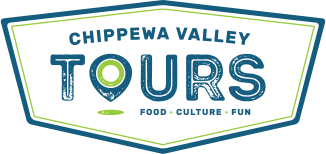 CHIPPEWA VALLEY
TOURS
FOOD · CULTURE · FUN